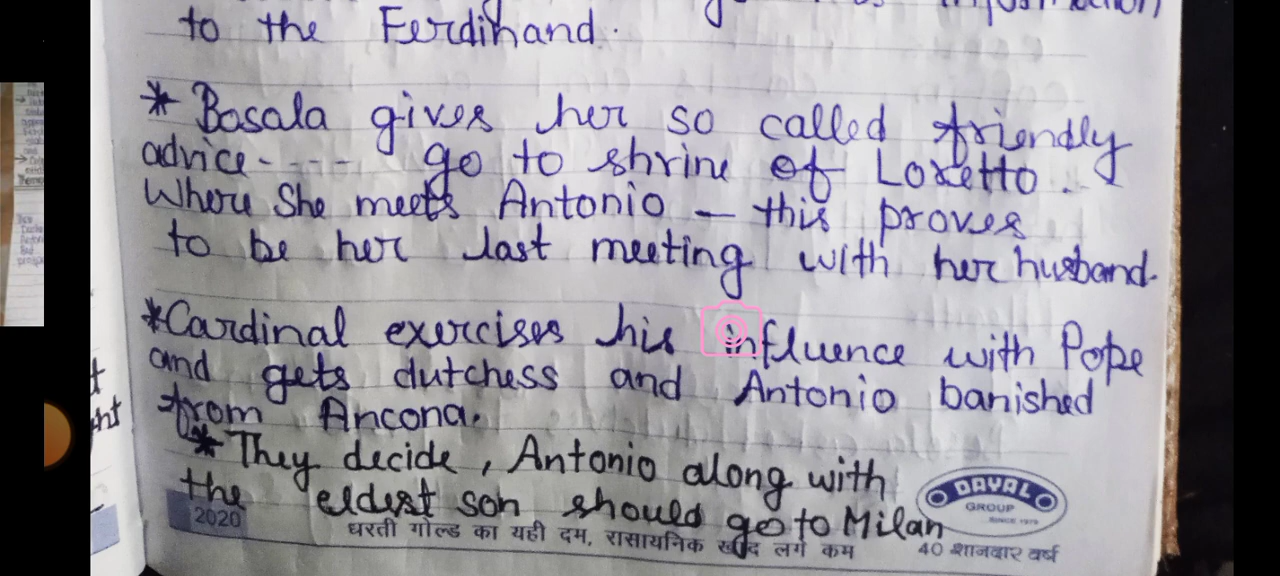 to the Ferdinand.
* Bosala gives her so called friendly
advice---- go to shrine of Loretto.
Where She meets Antonio – this proves
to be her last meeting with her husband.
*Cardinal exercises his influence with Pope
and gets dutchess and Antonio banished
from Ancona.
* They decide, Antonio along with
the eldest son should go to Milan
2020
DAYAL
GROUP
SINCE 1975
धरती गोल्ड का यही दम, रासायनिक खाद लगे कम
40 शानदार वर्ष